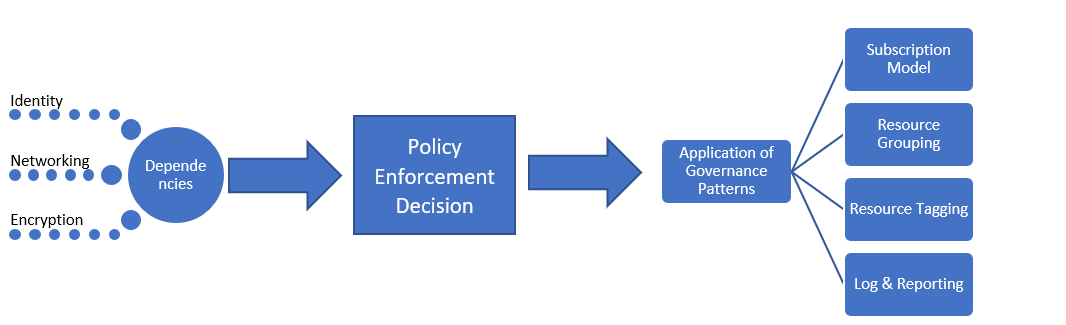 Identity
Networking
Encryption
Depende
ncies
Policy
Enforcement
Decision
Application of
Governance
Patterns
Subscription
Model
Resource
Grouping
Resource Tagging
Log & Reporting